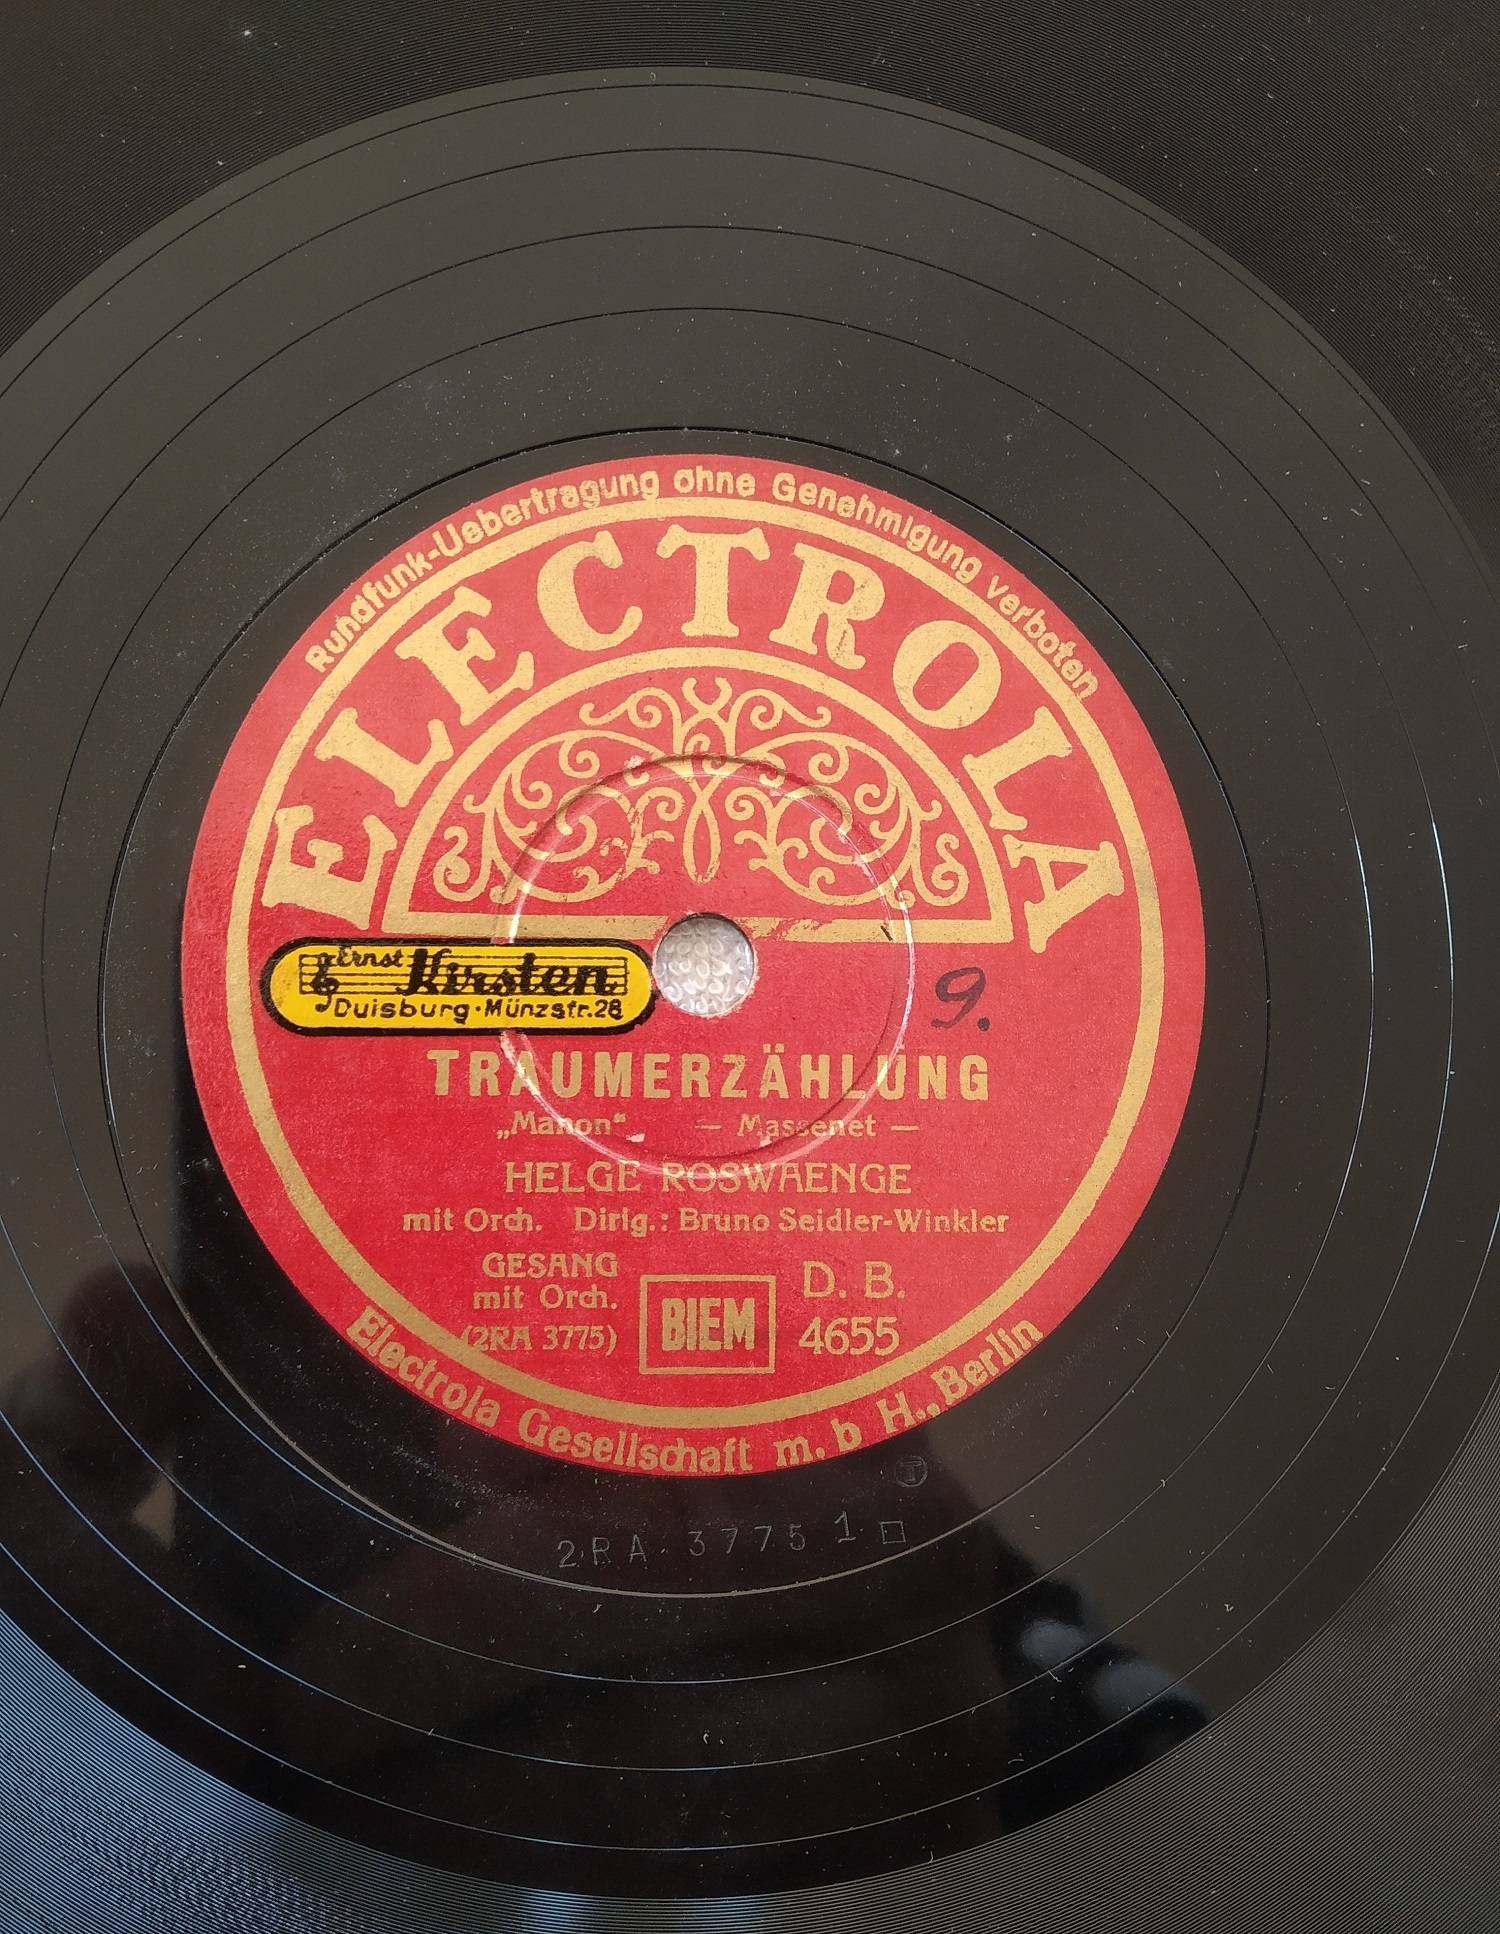 Rundfunk-Uebertragung ohne Genehmigung verboten
ELECTROLA
Ernst Kirsten
Duisburg · Münzstr. 28
9.
TRAUMERZÄHLUNG
„Manon“ — Massenet —
HELGE ROSWAENGE
mit Orch. Dirig.: Bruno Seidler-Winkler
GESANG
mit Orch.
(2RA 3775)
BIEM
D. B.
4655
Electrola Gesellschaft m. b H., Berlin
T
2RA 3775 1